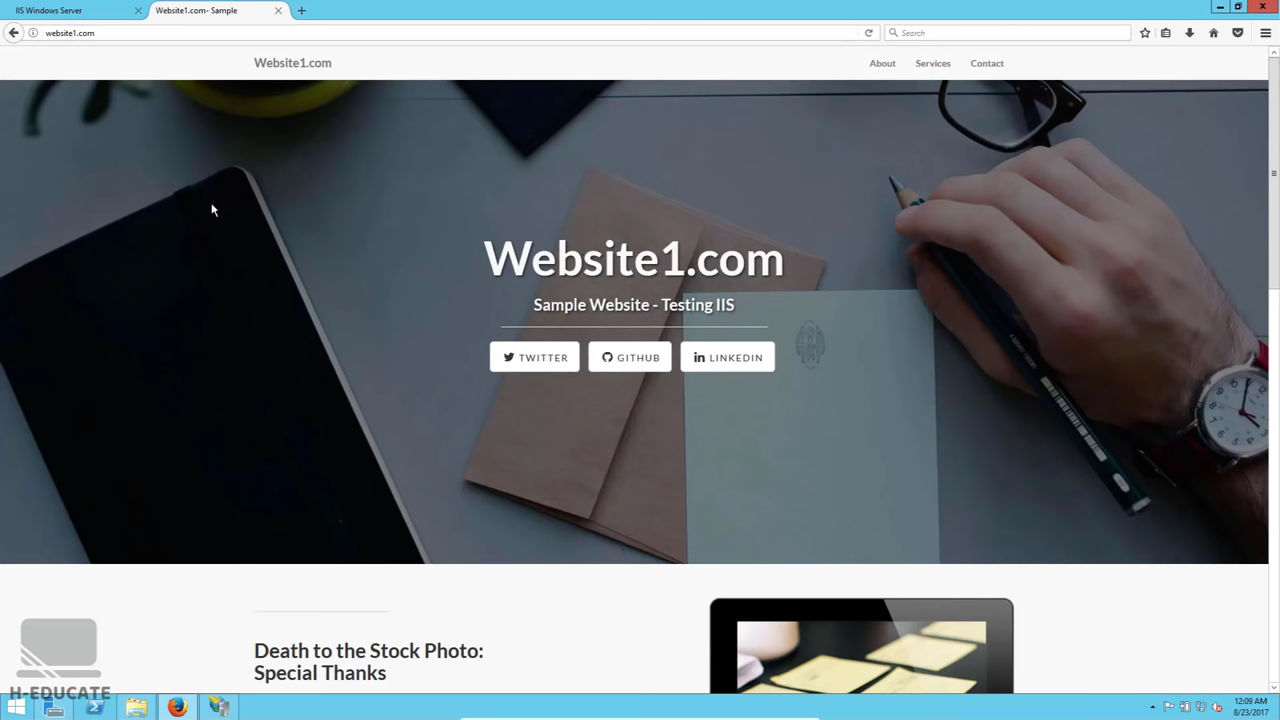 IIS Windows Server
Website1.com- Sample
website1.com
Search
Website1.com
About
Services
Contact
Website1.com
Sample Website - Testing IIS
TWITTER
GITHUB
LINKEDIN
Death to the Stock Photo:
Special Thanks
H-EDUCATE
12:09 AM
8/23/2017